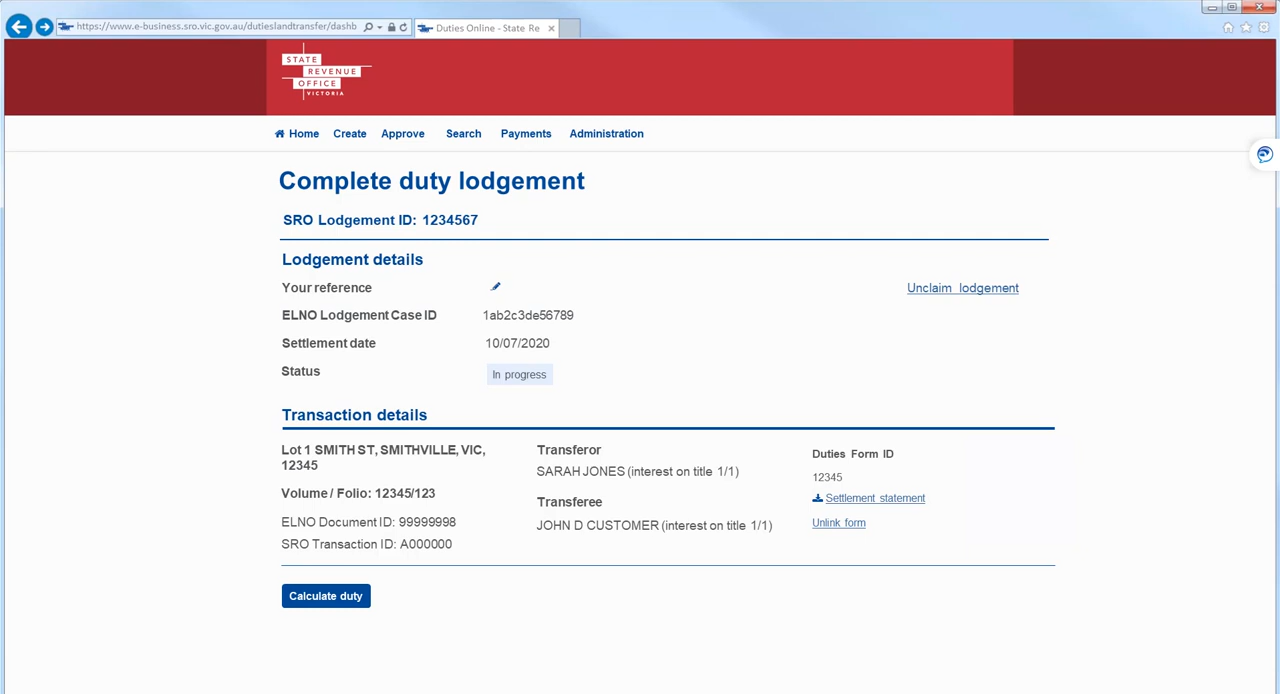 https://www.e-business.sro.vic.gov.au/dutieslandtransfer/dashb
Duties Online - State Re
STATE
REVENUE
OFFICE
VICTORIA
Home Create Approve Search Payments Administration
Complete duty lodgement
SRO Lodgement ID: 1234567
Lodgement details
Your reference
Unclaim lodgement
ELNO Lodgement Case ID 1ab2c3de56789
Settlement date 10/07/2020
Status In progress
Transaction details
Lot 1 SMITH ST, SMITHVILLE, VIC,
12345
Volume / Folio: 12345/123
ELNO Document ID: 99999998
SRO Transaction ID: A000000
Transferor
SARAH JONES (interest on title 1/1)
Transferee
JOHN D CUSTOMER (interest on title 1/1)
Duties Form ID
12345
Settlement statement
Unlink form
Calculate duty